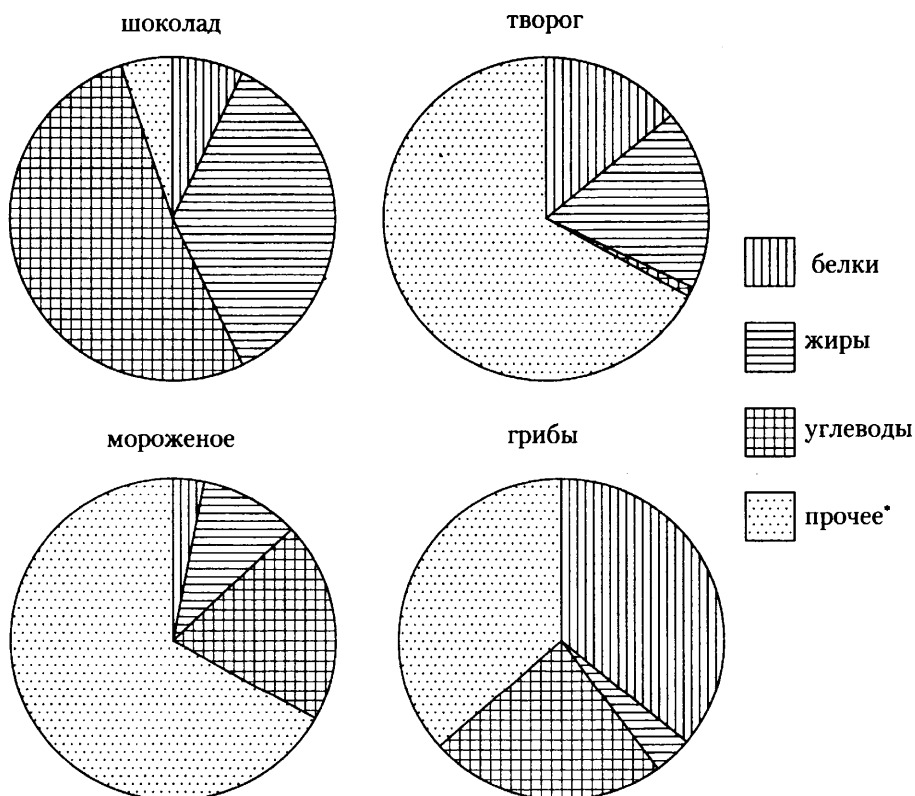 шоколад
творог
белки
жиры
углеводы
прочее*
мороженое
грибы